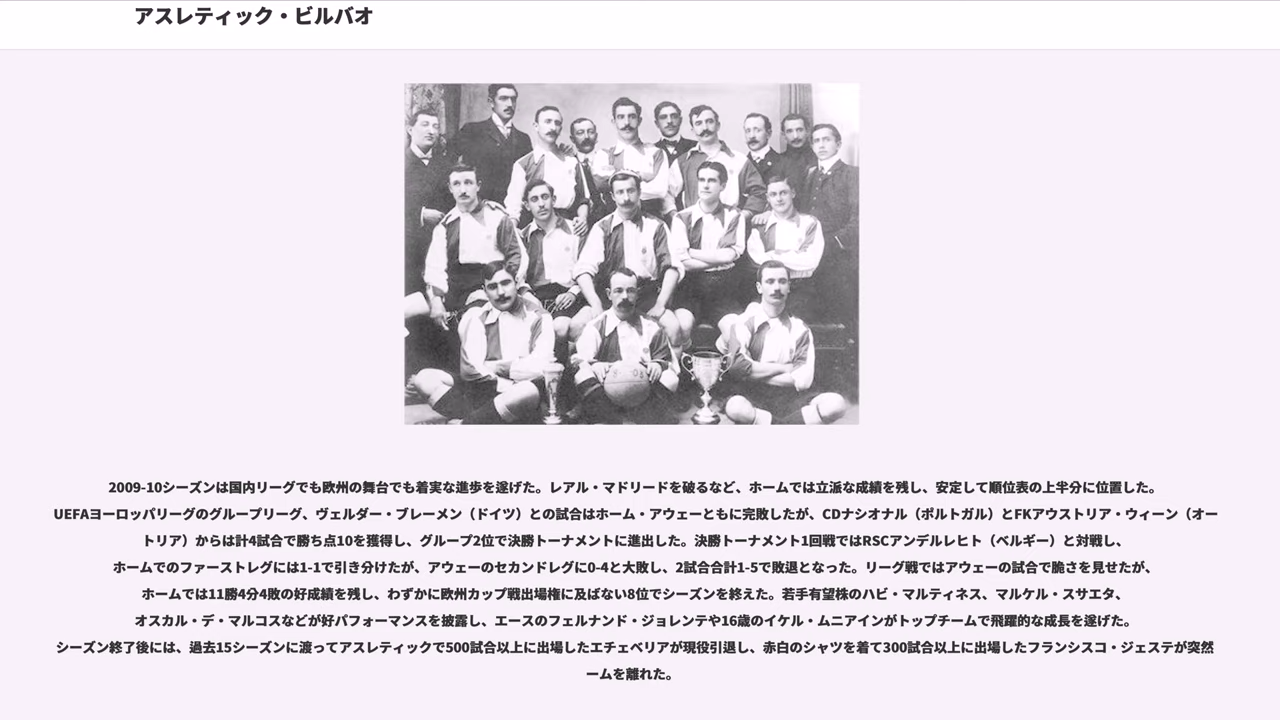 アスレティック・ビルバオ
2009-10シーズンは国内リーグでも欧州の舞台でも着実な進歩を遂げた。レアル・マドリードを破るなど、ホームでは立派な成績を残し、安定して順位表の上半分に位置した。
UEFAヨーロッパリーグのグループリーグ、ヴェルダー・ブレーメン（ドイツ）との試合はホーム・アウェーともに完敗したが、CDナシオナル（ポルトガル）とFKアウストリア・ウィーン（オー
トリア）からは計4試合で勝ち点10を獲得し、グループ2位で決勝トーナメントに進出した。決勝トーナメント1回戦ではRSCアンデルレヒト（ベルギー）と対戦し、
ホームでのファーストレグには1-1で引き分けたが、アウェーのセカンドレグに0-4と大敗し、2試合合計1-5で敗退となった。リーグ戦ではアウェーの試合で脆さを見せたが、
ホームでは11勝4分4敗の好成績を残し、わずかに欧州カップ戦出場権に及ばない8位でシーズンを終えた。若手有望株のハビ・マルティネス、マルケル・スサエタ、
オスカル・デ・マルコスなどが好パフォーマンスを披露し、エースのフェルナンド・ジョレンテや16歳のイケル・ムニアインがトップチームで飛躍的な成長を遂げた。
シーズン終了後には、過去15シーズンに渡ってアスレティックで500試合以上に出場したエチェベリアが現役引退し、赤白のシャツを着て300試合以上に出場したフランシスコ・ジェステが突然
ームを離れた。